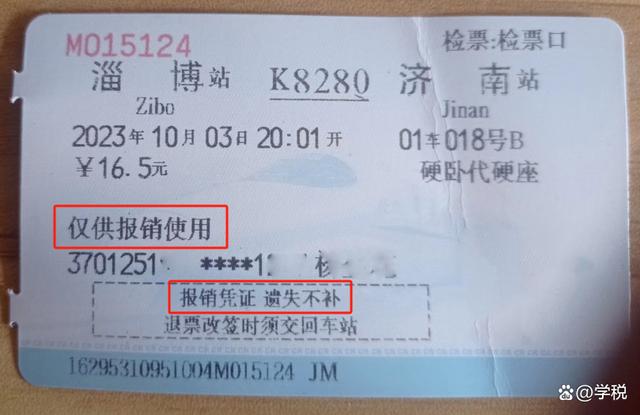 M015124 检票:检票口
淄博站 K8280 济南站
Zibo Jinan
2023年10月03日20:01开 01车018号B
￥16.5元 硬卧代硬座
仅供报销使用
3701251 ****1
报销凭证 遗失不补
退票改签时须交回车站
16295310951004M015124 JM
@学税